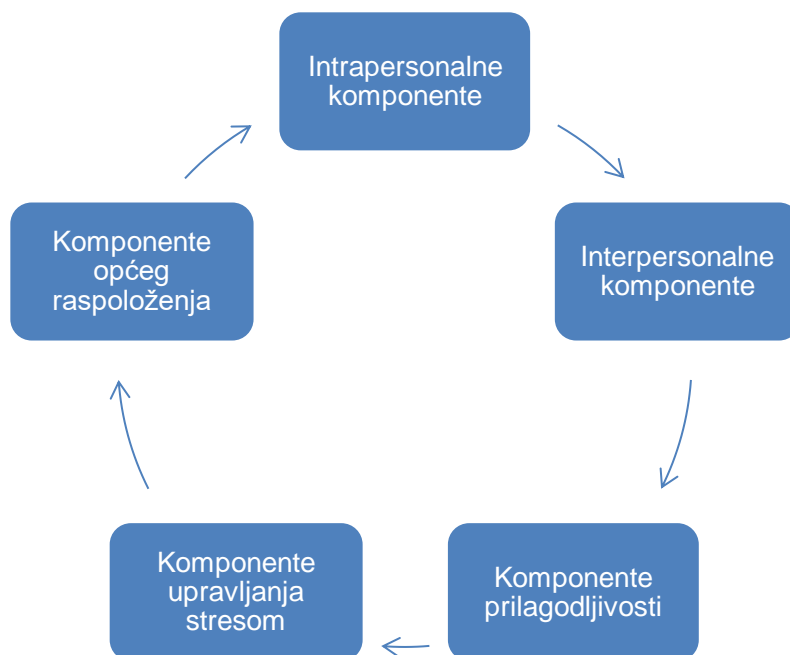 Intrapersonalne
komponente
Interpersonalne
komponente
Komponente
prilagodljivosti
Komponente
upravljanja
stresom
Komponente
općeg
raspoloženja